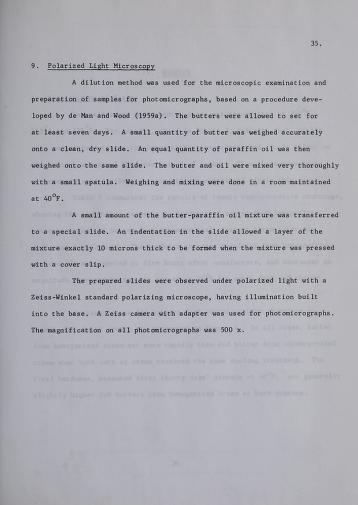 35.
9. Polarized Light Microscopy
A dilution method was used for the microscopic examination and
preparation of samples for photomicrographs, based on a procedure deve-
loped by de Man and Wood (1959a). The butters were allowed to set for
at least seven days. A small quantity of butter was weighed accurately
onto a clean, dry slide. An equal quantity of paraffin oil was then
weighed onto the same slide. The butter and oil were mixed very thoroughly
with a small spatula. Weighing and mixing were done in a room maintained
at 40°F.
A small amount of the butter-paraffin oil mixture was transferred
to a special slide. An indentation in the slide allowed a layer of the
mixture exactly 10 microns thick to be formed when the mixture was pressed
with a cover slip.
The prepared slides were observed under polarized light with a
Zeiss-Winkel standard polarizing microscope, having illumination built
into the base. A Zeiss camera with adapter was used for photomicrographs.
The magnification on all photomicrographs was 500 x.